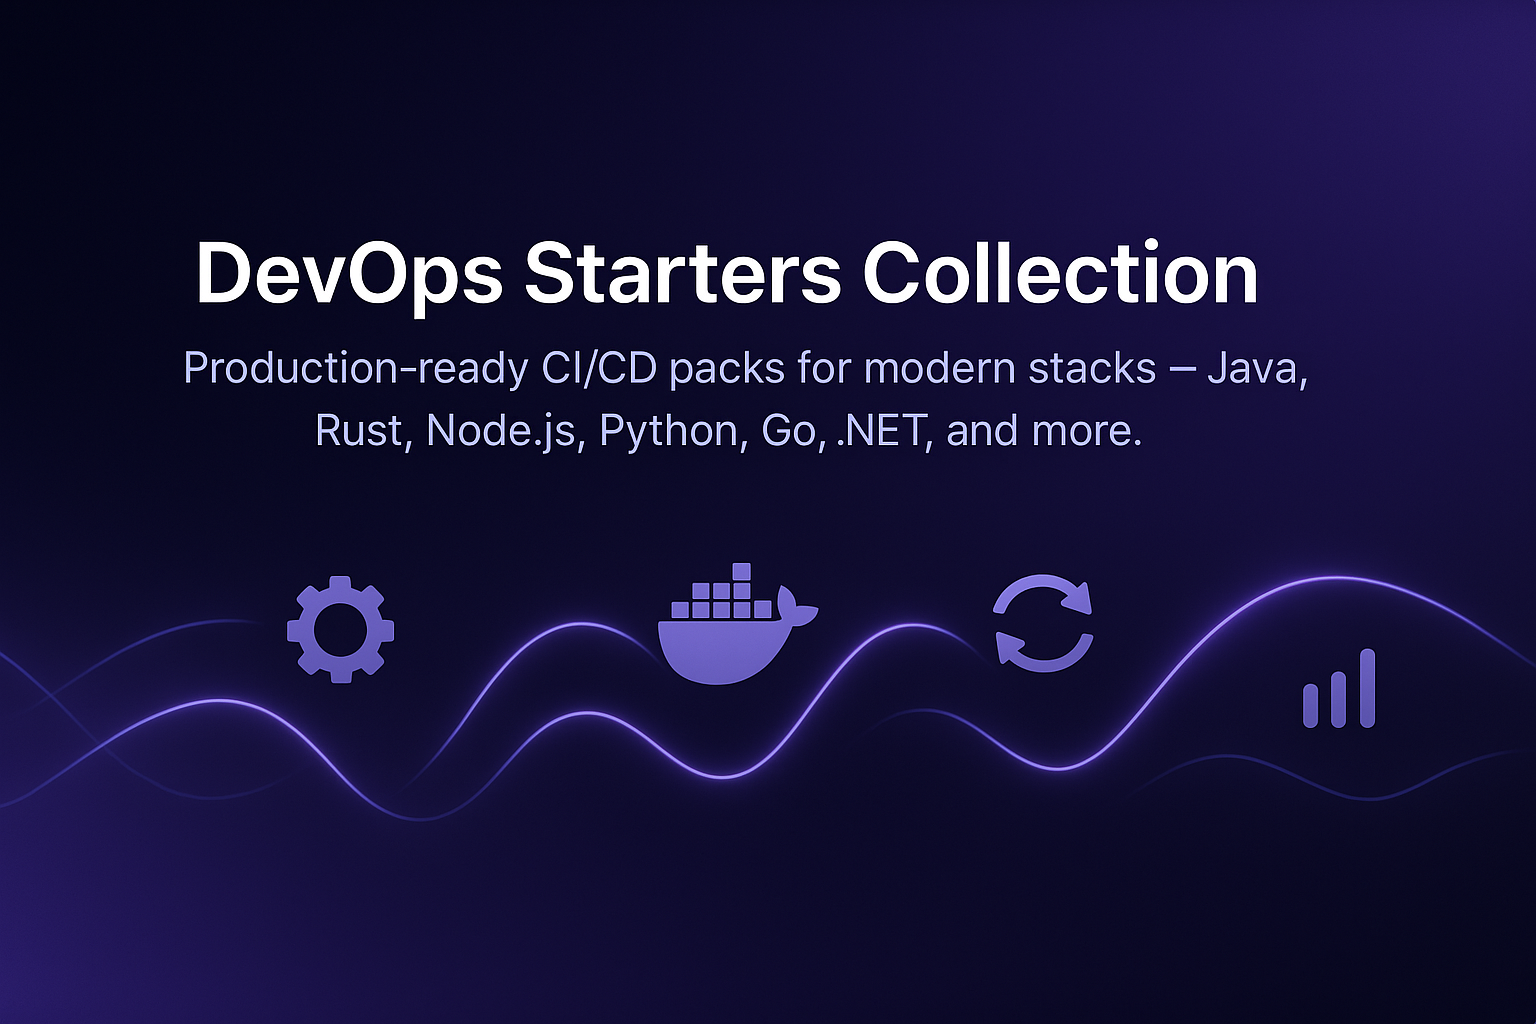 DevOps Starters Collection
Production-ready CI/CD packs for modern stacks – Java,
Rust, Node.js, Python, Go, .NET, and more.